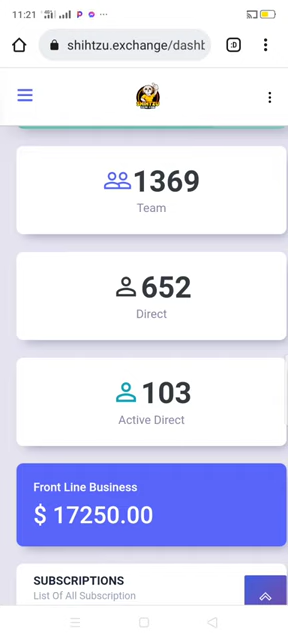 11:21
shihtzu.exchange/dashb
:D
SHIHTZU
1369
Team
652
Direct
103
Active Direct
Front Line Business
$ 17250.00
SUBSCRIPTIONS
List Of All Subscription